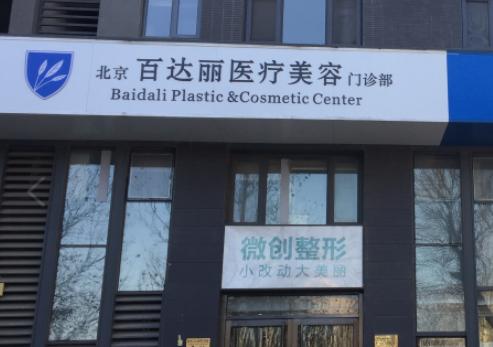 北京 百达丽医疗美容 门诊部
Baidali Plastic &Cosmetic Center
微创整形
小改动大美丽